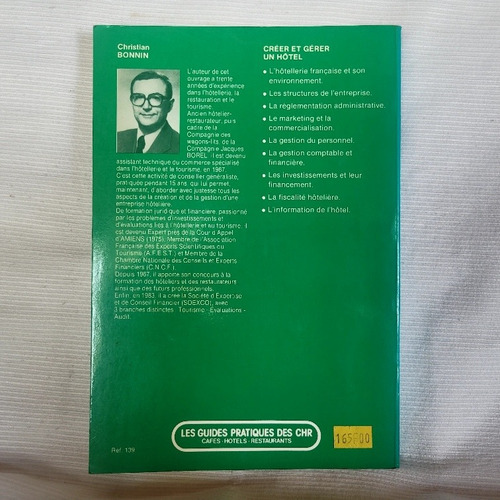 Christian
BONNIN
L'auteur de cet
ouvrage a trente
années d'expérience
dans l'hôtellerie, la
restauration et le
tourisme.
Ancien hôtelier-
restaurateur, puis
cadre de la
Compagnie des
wagons-lits, de la
Compagnie Jacques
BOREL il est devenu
assistant technique du commerce spécialisé
dans l'hôtellerie et le tourisme, en 1967.
C'est cette activité de conseiller généraliste,
pratiquée pendant 15 ans, qui lui permet,
maintenant, d'aborder avec justesse tous les
aspects de la création et de la gestion d'une
entreprise hôtelière.
De formation juridique et financière, passionné
par les problèmes d'investissements et
d'évaluations liés à l'hôtellerie et au tourisme, il
est devenu Expert près de la Cour d'Appel
d'AMIENS (1975), Membre de l'Association
Française des Experts Scientifiques du
Tourisme (A.F.E.S.T.) et Membre de la
Chambre Nationale des Conseils et Experts
Financiers (C.N.C.F.).
Depuis 1967, il apporte son concours à la
formation des hôteliers et des restaurateurs
ainsi que des futurs professionnels.
Enfin, en 1983, il a créé la Société d'Expertise
et de Conseil Financier (SOEXCO), avec
3 branches distinctes : Tourisme - Évaluations -
Audit.
CRÉER ET GÉRER
UN HÔTEL
• L'hôtellerie française et son
environnement.
• Les structures de l'entreprise.
• La réglementation administrative.
• Le marketing et la
commercialisation.
• La gestion du personnel.
• La gestion comptable et
financière.
• Les investissements et leur
financement.
• La fiscalité hôtelière.
• L'information de l'hôtel.
LES GUIDES PRATIQUES DES CHR
CAFÉS - HOTELS - RESTAURANTS
165F00
Réf. 139